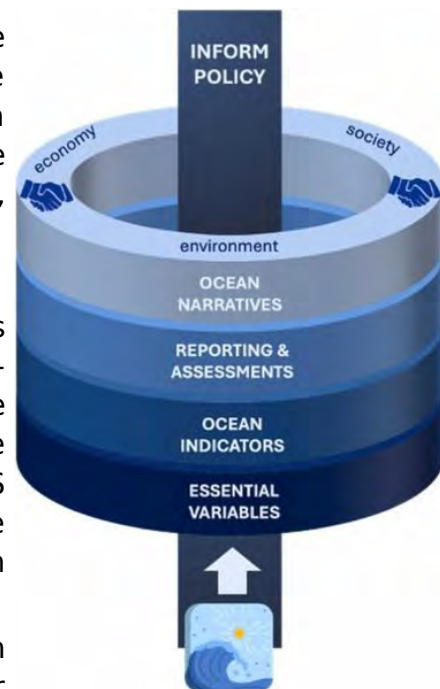 INFORM
POLICY
economy
society
environment
OCEAN
NARRATIVES
REPORTING &
ASSESSMENTS
OCEAN
INDICATORS
ESSENTIAL
VARIABLES